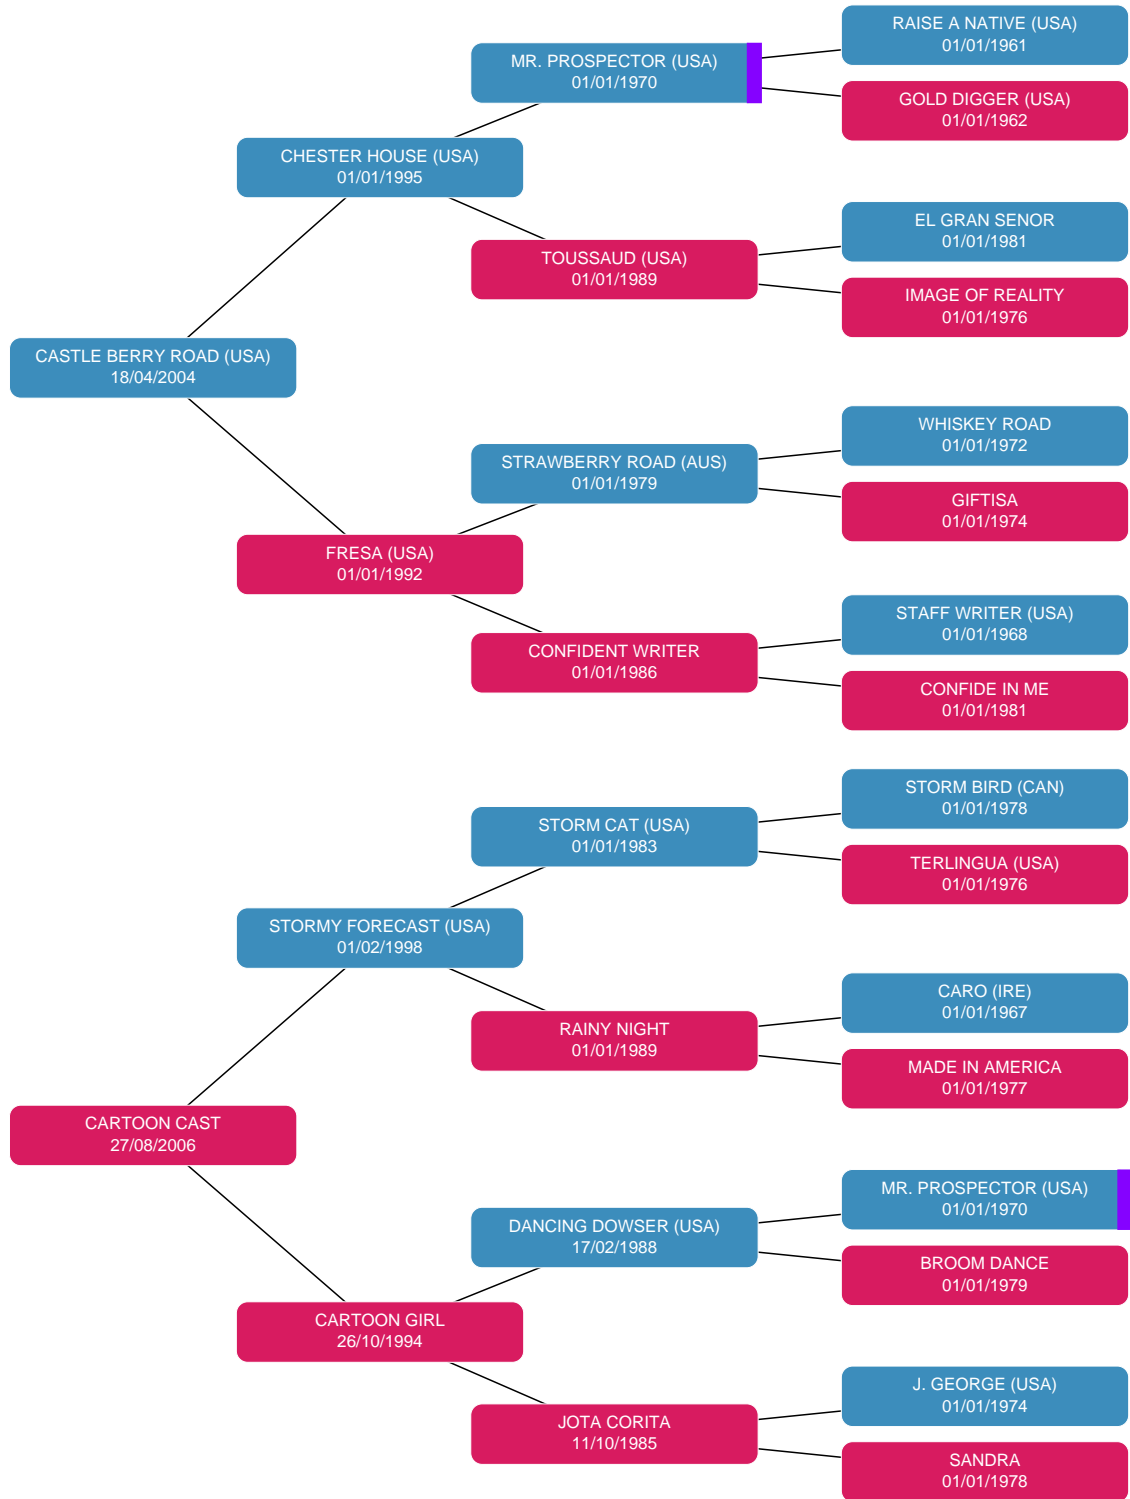 RAISE A NATIVE (USA)
01/01/1961
MR. PROSPECTOR (USA)
01/01/1970
GOLD DIGGER (USA)
01/01/1962
CHESTER HOUSE (USA)
01/01/1995
EL GRAN SENOR
01/01/1981
TOUSSAUD (USA)
01/01/1989
IMAGE OF REALITY
01/01/1976
CASTLE BERRY ROAD (USA)
18/04/2004
WHISKEY ROAD
01/01/1972
STRAWBERRY ROAD (AUS)
01/01/1979
GIFTISA
01/01/1974
FRESA (USA)
01/01/1992
STAFF WRITER (USA)
01/01/1968
CONFIDENT WRITER
01/01/1986
CONFIDE IN ME
01/01/1981
STORM BIRD (CAN)
01/01/1978
STORM CAT (USA)
01/01/1983
TERLINGUA (USA)
01/01/1976
STORMY FORECAST (USA)
01/02/1998
CARO (IRE)
01/01/1967
RAINY NIGHT
01/01/1989
MADE IN AMERICA
01/01/1977
CARTOON CAST
27/08/2006
MR. PROSPECTOR (USA)
01/01/1970
DANCING DOWSER (USA)
17/02/1988
BROOM DANCE
01/01/1979
CARTOON GIRL
26/10/1994
J. GEORGE (USA)
01/01/1974
JOTA CORITA
11/10/1985
SANDRA
01/01/1978